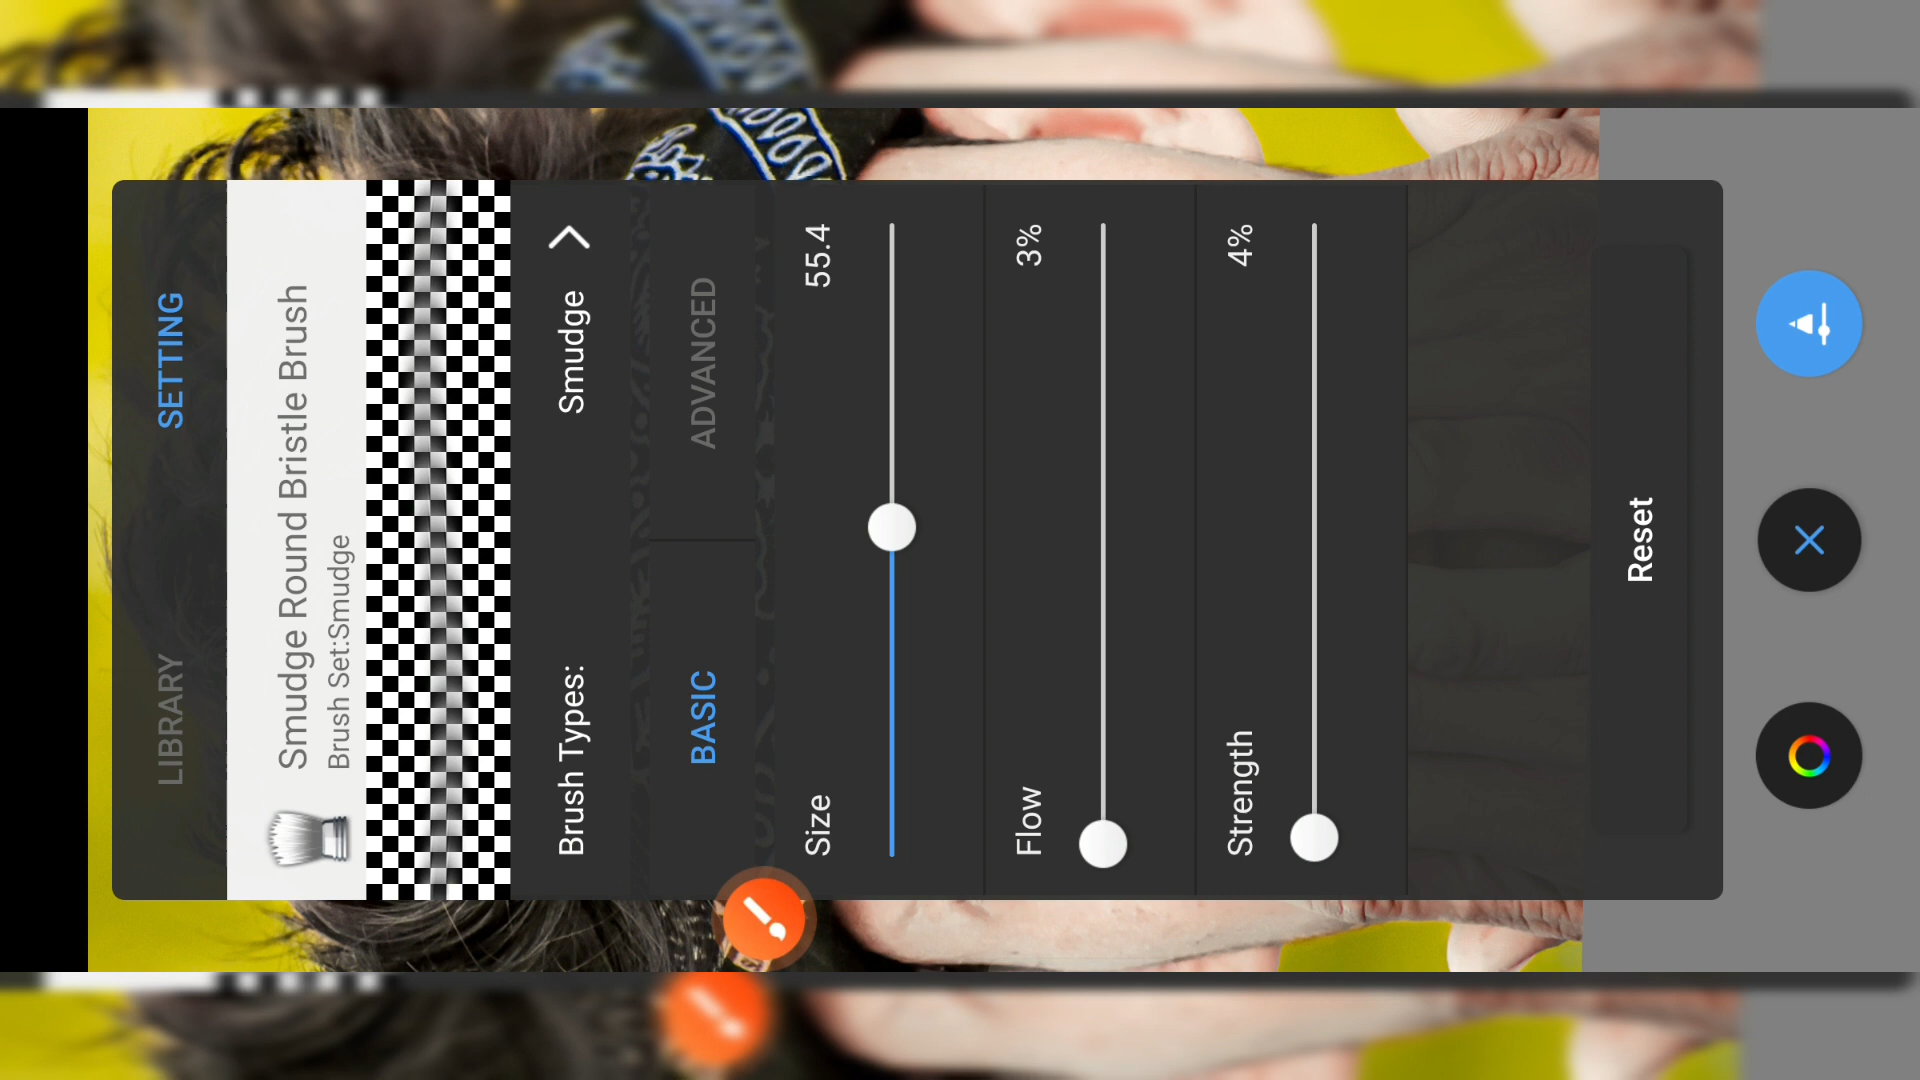 LIBRARY SETTING
Smudge Round Bristle Brush
Brush Set:Smudge
Brush Types: Smudge
BASIC ADVANCED
Size 55.4
Flow 3%
Strength 4%
Reset